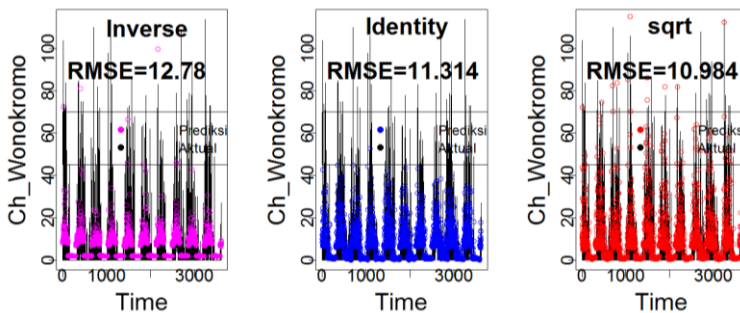 Inverse
RMSE=12.78
Prediksi
Aktual
Ch_Wonokromo
0 20 40 60 80 100
0 1000 3000
Time
Identity
RMSE=11.314
Prediksi
Aktual
Ch_Wonokromo
0 20 40 60 80 100
0 1000 3000
Time
sqrt
RMSE=10.984
Prediksi
Aktual
Ch_Wonokromo
0 20 40 60 80 100
0 1000 3000
Time